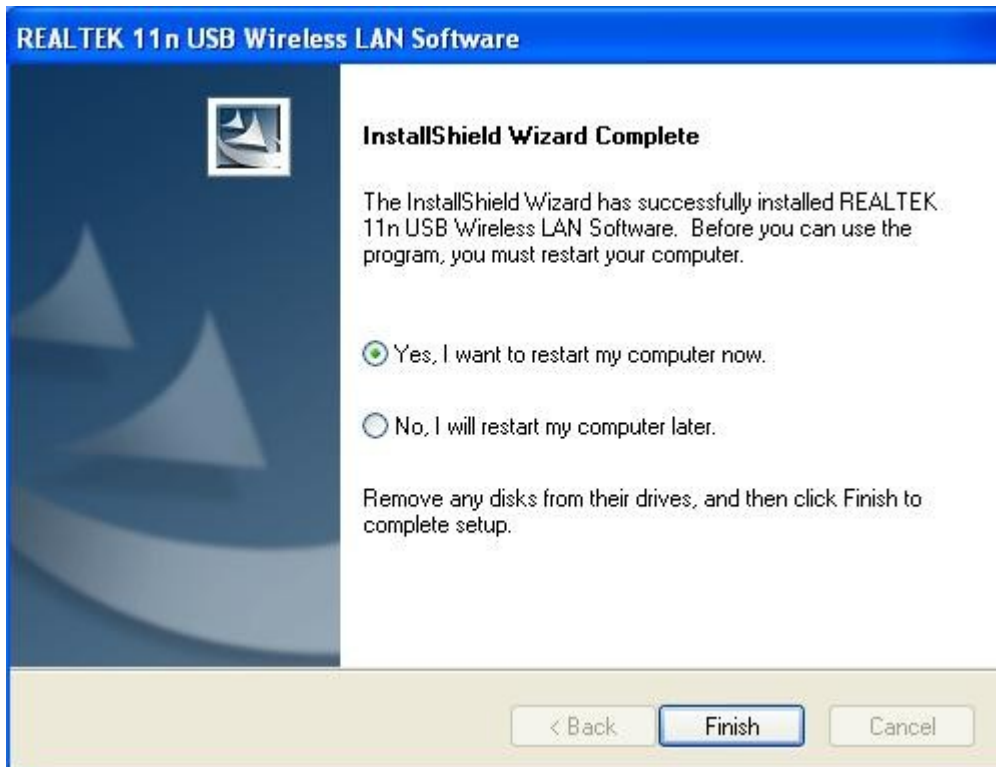 REALTEK 11n USB Wireless LAN Software
InstallShield Wizard Complete
The InstallShield Wizard has successfully installed REALTEK
11n USB Wireless LAN Software.  Before you can use the
program, you must restart your computer.
Yes, I want to restart my computer now.
No, I will restart my computer later.
Remove any disks from their drives, and then click Finish to
complete setup.
< Back Finish Cancel